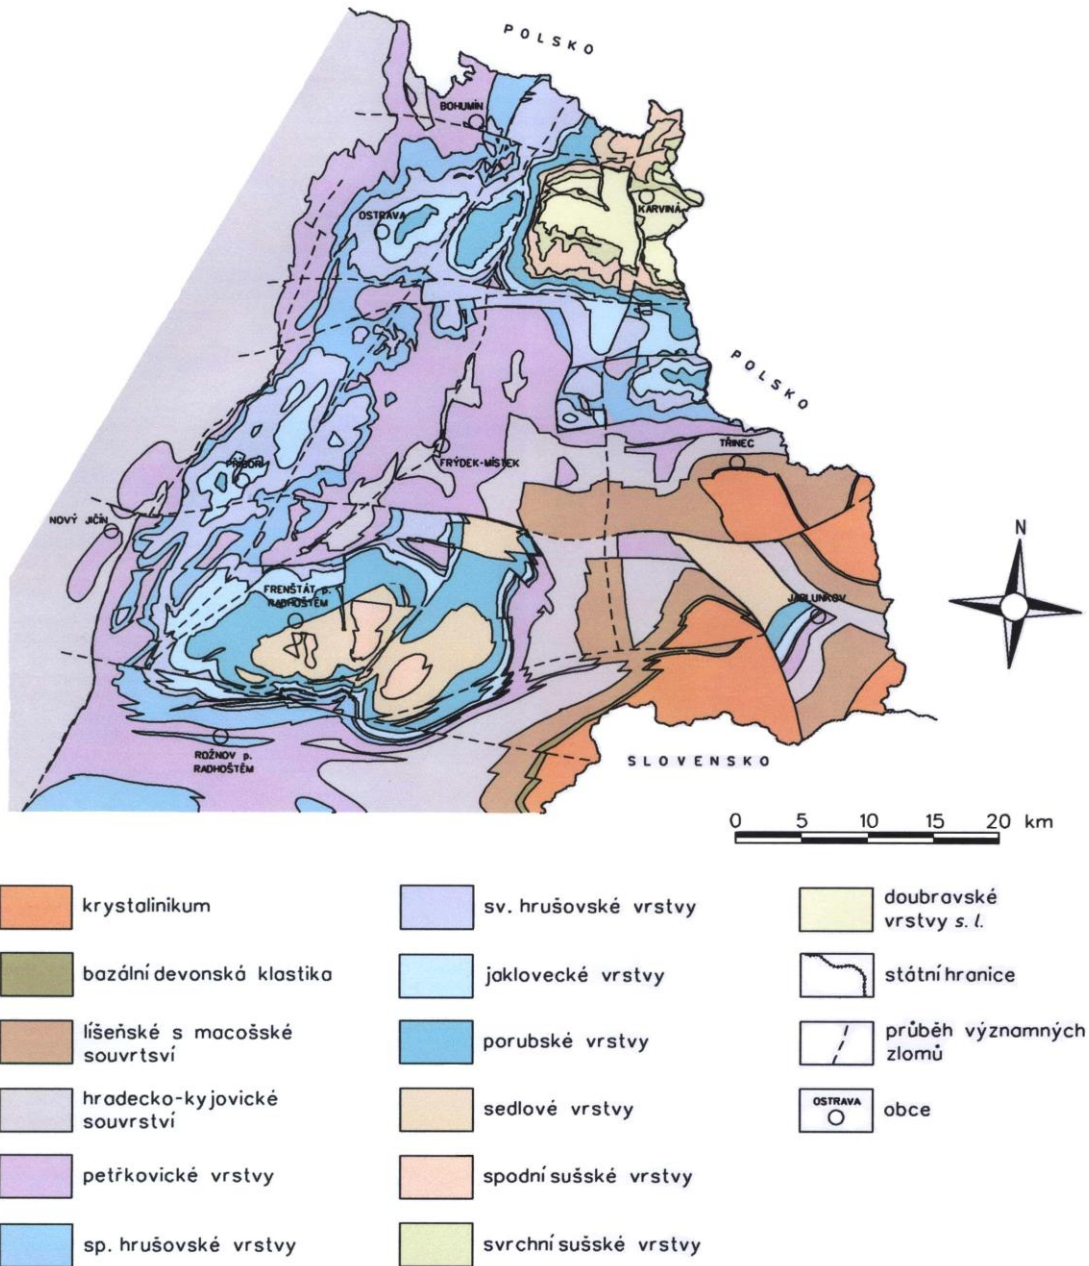 POLSKO
BOHUMÍN
KARVINÁ
OSTRAVA
POLSKO
TŘINEC
FRÝDEK-MÍSTEK
PŘÍBOR
NOVÝ JIČÍN
N
FRENŠTÁT p.
RADHOŠTĚM
JABLUNKOV
ROŽNOV p.
RADHOŠTĚM
SLOVENSKO
0 5 10 15 20 km
krystalinikum
bazální devonská klastika
líšeňské s macošské
souvrtsví
hradecko-kyjovické
souvrství
petřkovické vrstvy
sp. hrušovské vrstvy
sv. hrušovské vrstvy
jaklovecké vrstvy
porubské vrstvy
sedlové vrstvy
spodní sušské vrstvy
svrchní sušské vrstvy
doubravské
vrstvy s. l.
státní hranice
průběh významných
zlomů
OSTRAVA
obce